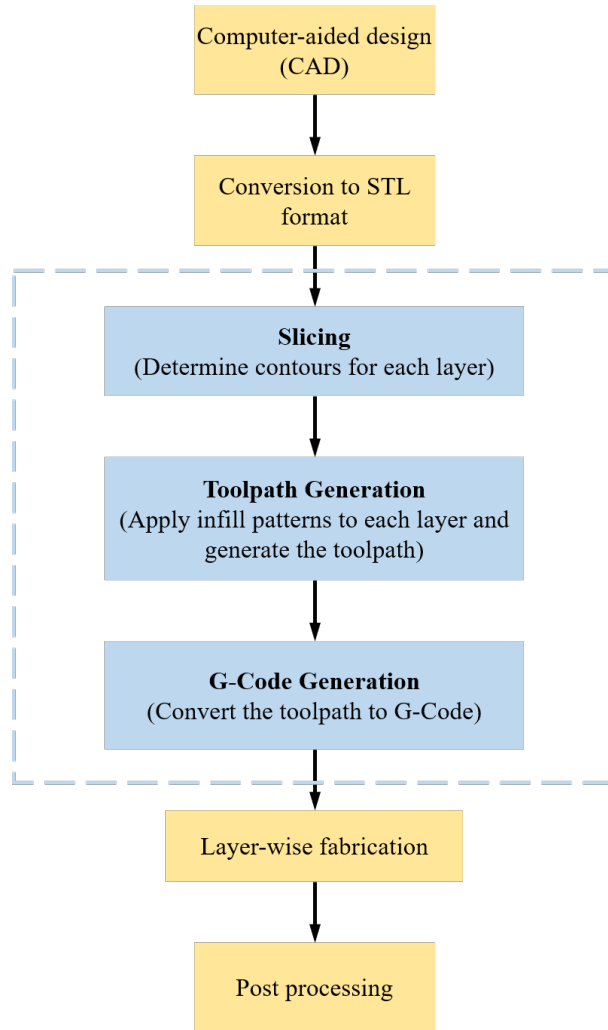 Computer-aided design
(CAD)
Conversion to STL
format
Slicing
(Determine contours for each layer)
Toolpath Generation
(Apply infill patterns to each layer and
generate the toolpath)
G-Code Generation
(Convert the toolpath to G-Code)
Layer-wise fabrication
Post processing